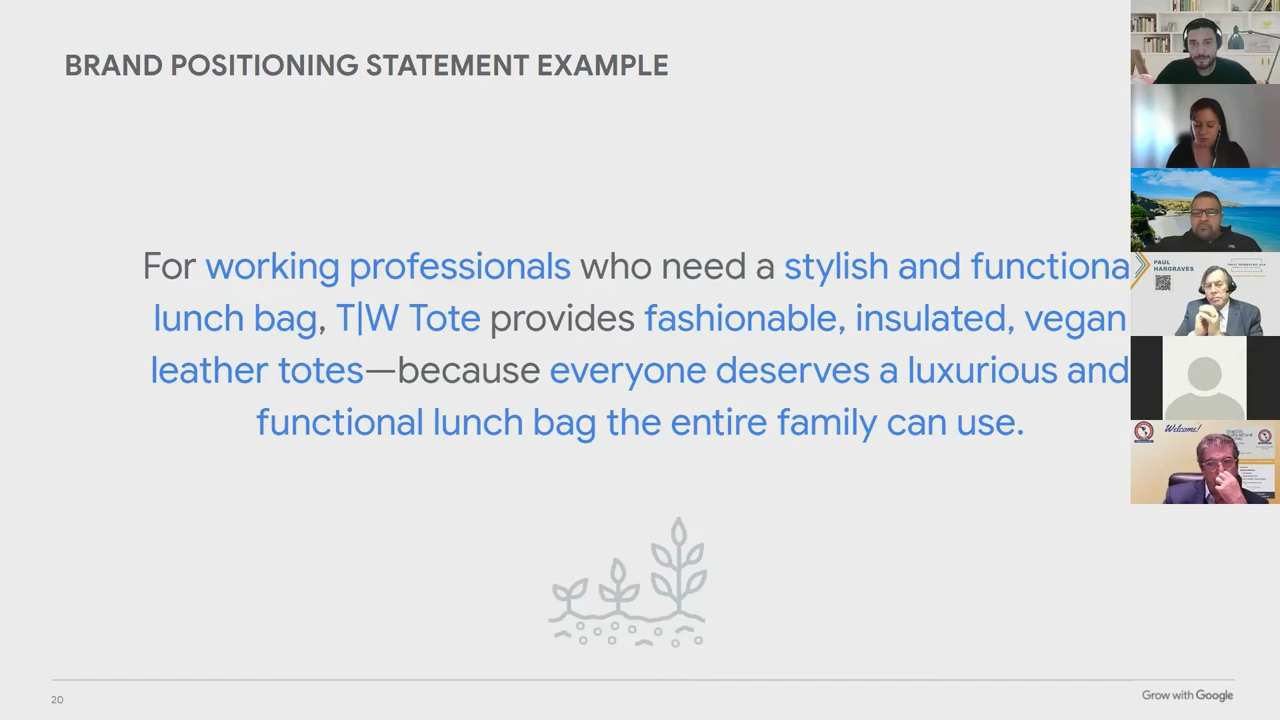 BRAND POSITIONING STATEMENT EXAMPLE
For working professionals who need a stylish and functiona
lunch bag, T|W Tote provides fashionable, insulated, vegan
leather totes—because everyone deserves a luxurious and
functional lunch bag the entire family can use.
PAUL
HARGRAVES
Welcome!
20
Grow with Google